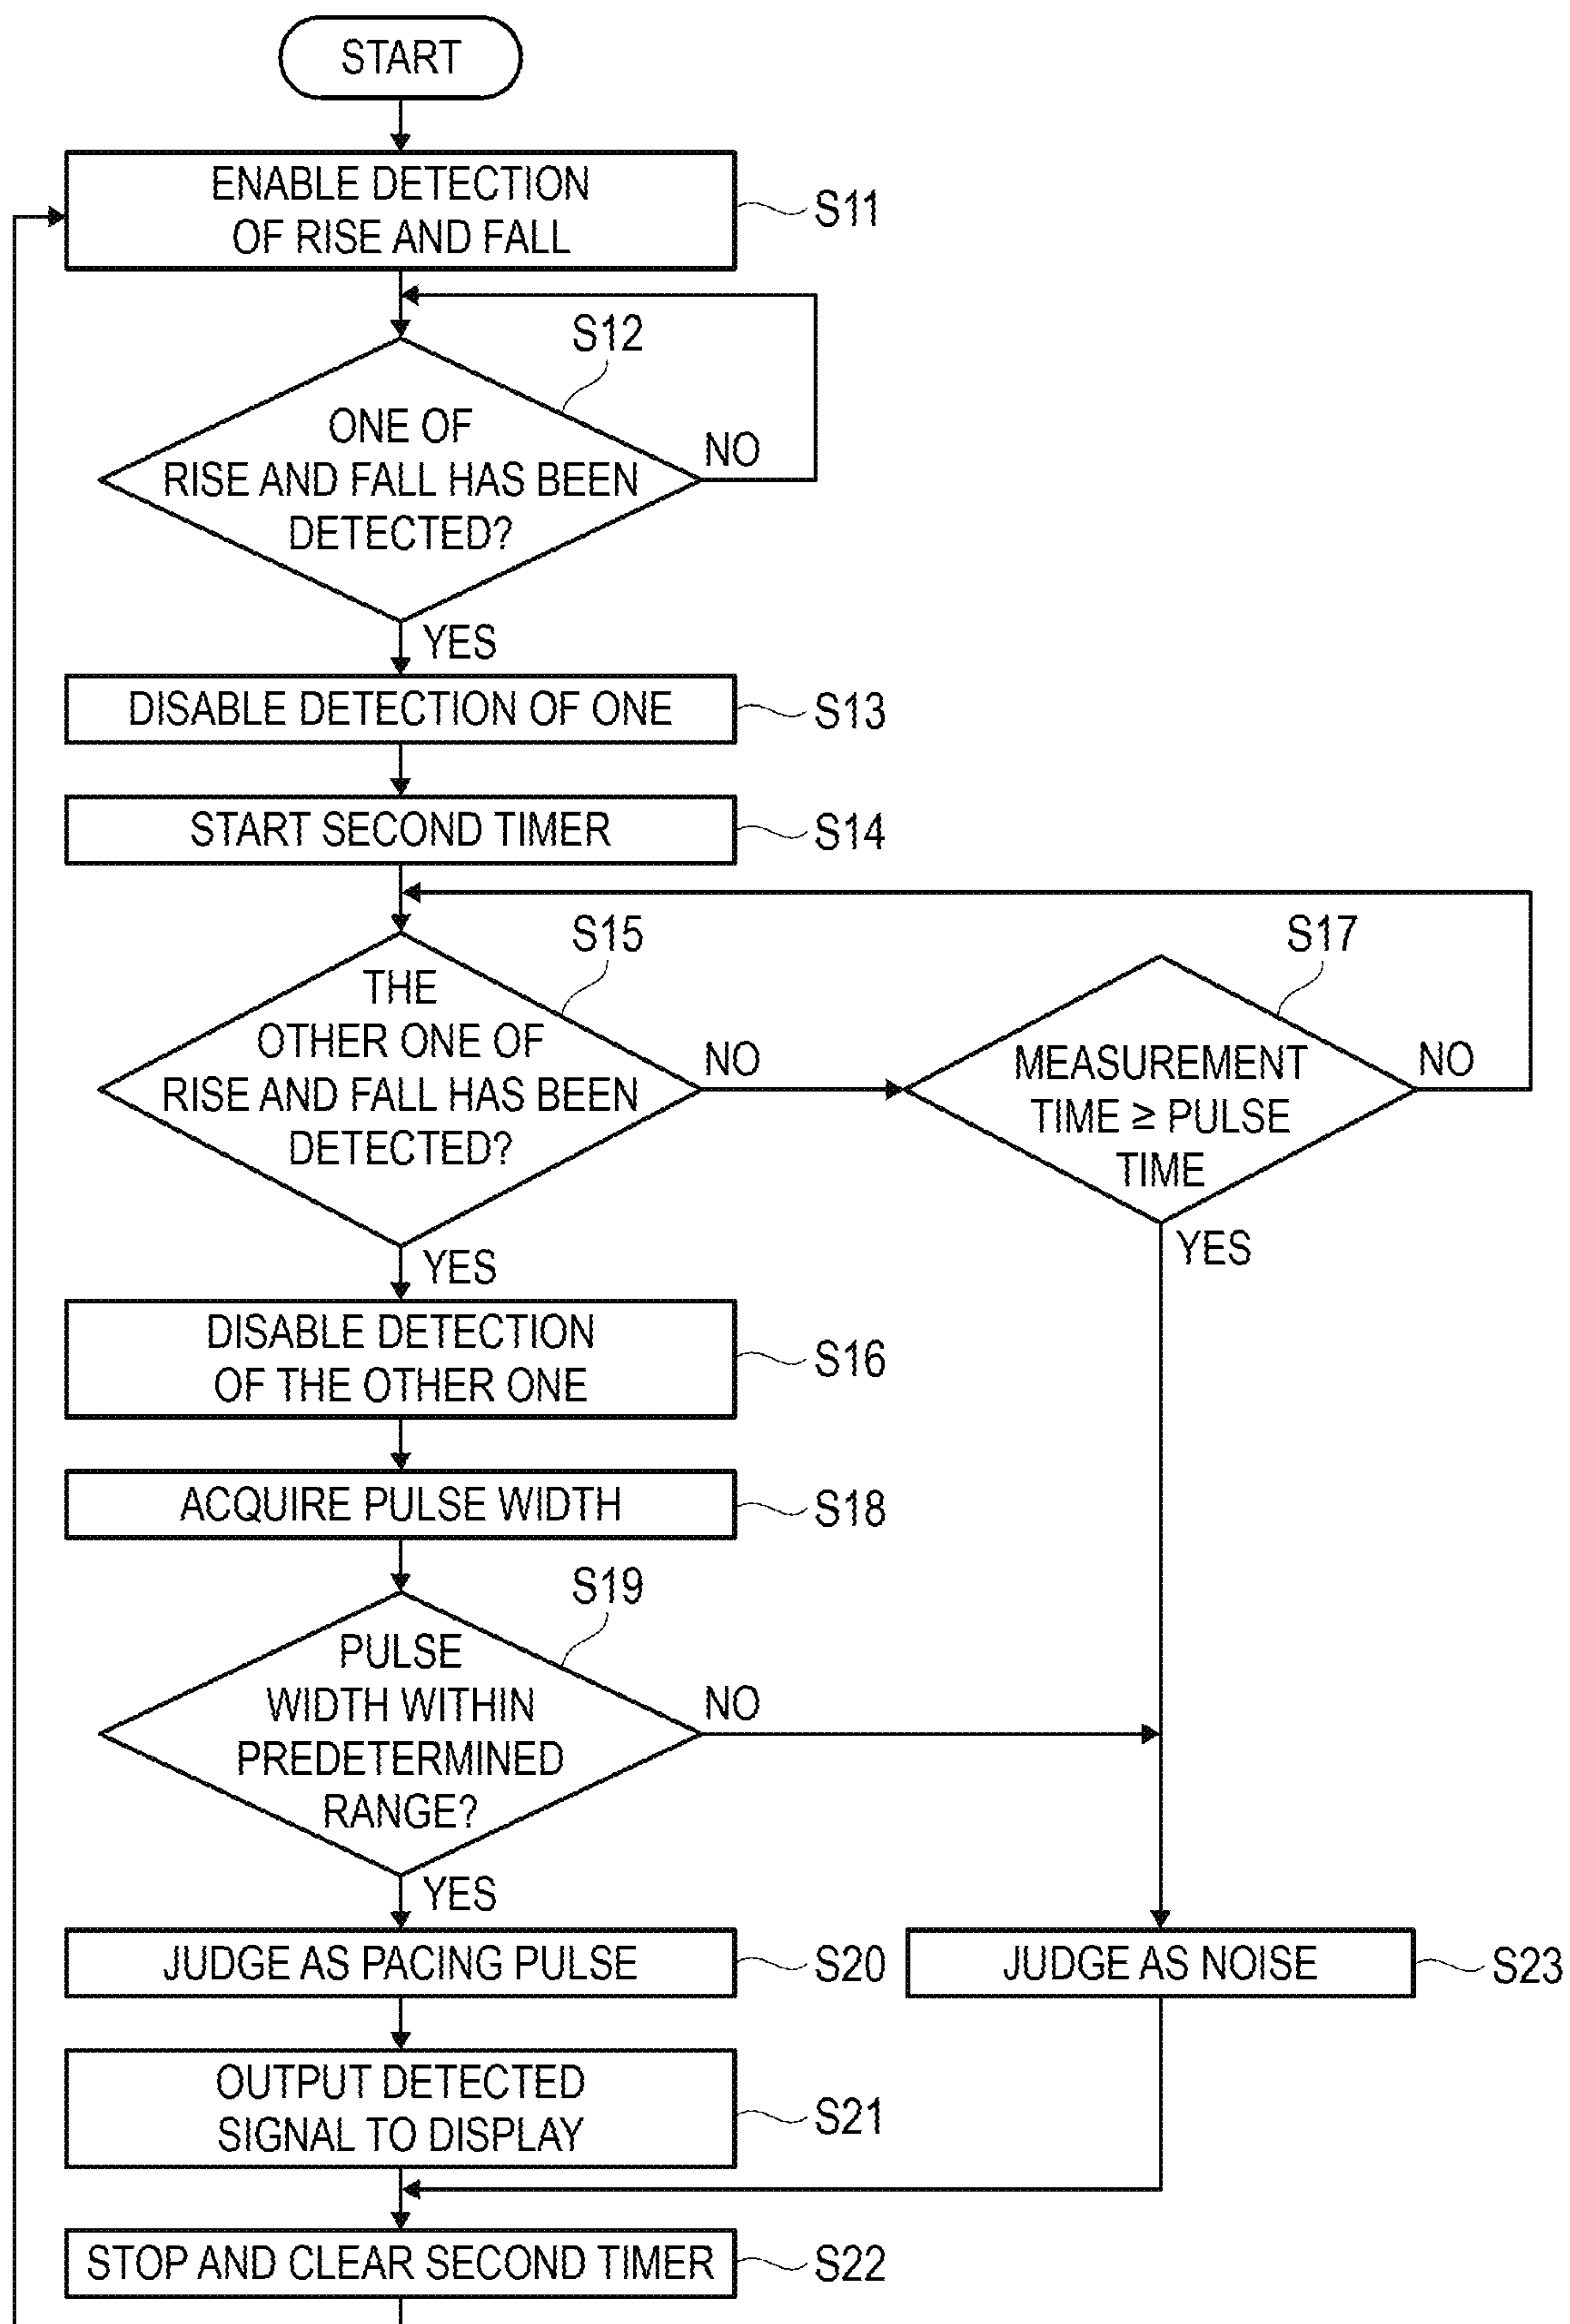 START
ENABLE DETECTION
OF RISE AND FALL
S11
S12
ONE OF
RISE AND FALL HAS BEEN
DETECTED?
NO
YES
DISABLE DETECTION OF ONE
S13
START SECOND TIMER
S14
S15
THE
OTHER ONE OF
RISE AND FALL HAS BEEN
DETECTED?
NO
S17
MEASUREMENT
TIME ≥ PULSE
TIME
NO
YES
YES
DISABLE DETECTION
OF THE OTHER ONE
S16
ACQUIRE PULSE WIDTH
S18
S19
PULSE
WIDTH WITHIN
PREDETERMINED
RANGE?
NO
YES
JUDGE AS PACING PULSE
S20
JUDGE AS NOISE
S23
OUTPUT DETECTED
SIGNAL TO DISPLAY
S21
STOP AND CLEAR SECOND TIMER
S22